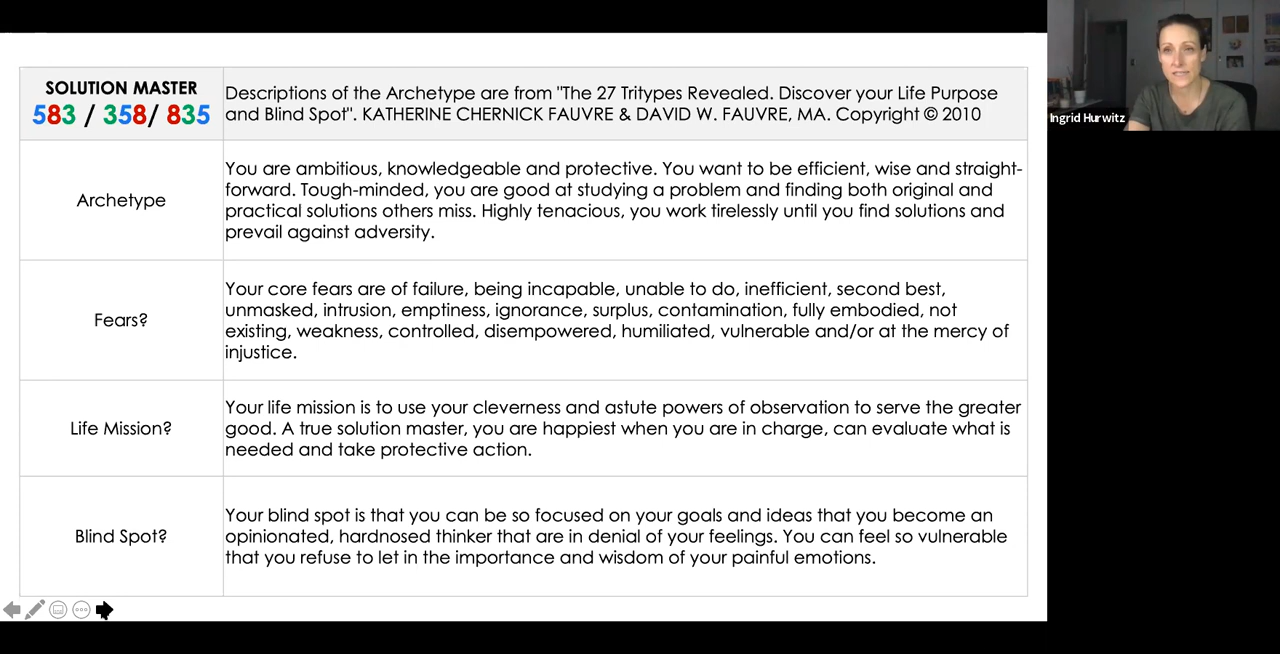 SOLUTION MASTER
583 / 358/ 835
Descriptions of the Archetype are from "The 27 Tritypes Revealed. Discover your Life Purpose
and Blind Spot". KATHERINE CHERNICK FAUVRE & DAVID W. FAUVRE, MA. Copyright © 2010
Archetype
You are ambitious, knowledgeable and protective. You want to be efficient, wise and straight-
forward. Tough-minded, you are good at studying a problem and finding both original and
practical solutions others miss. Highly tenacious, you work tirelessly until you find solutions and
prevail against adversity.
Fears?
Your core fears are of failure, being incapable, unable to do, inefficient, second best,
unmasked, intrusion, emptiness, ignorance, surplus, contamination, fully embodied, not
existing, weakness, controlled, disempowered, humiliated, vulnerable and/or at the mercy of
injustice.
Life Mission?
Your life mission is to use your cleverness and astute powers of observation to serve the greater
good. A true solution master, you are happiest when you are in charge, can evaluate what is
needed and take protective action.
Blind Spot?
Your blind spot is that you can be so focused on your goals and ideas that you become an
opinionated, hardnosed thinker that are in denial of your feelings. You can feel so vulnerable
that you refuse to let in the importance and wisdom of your painful emotions.
Ingrid Hurwitz